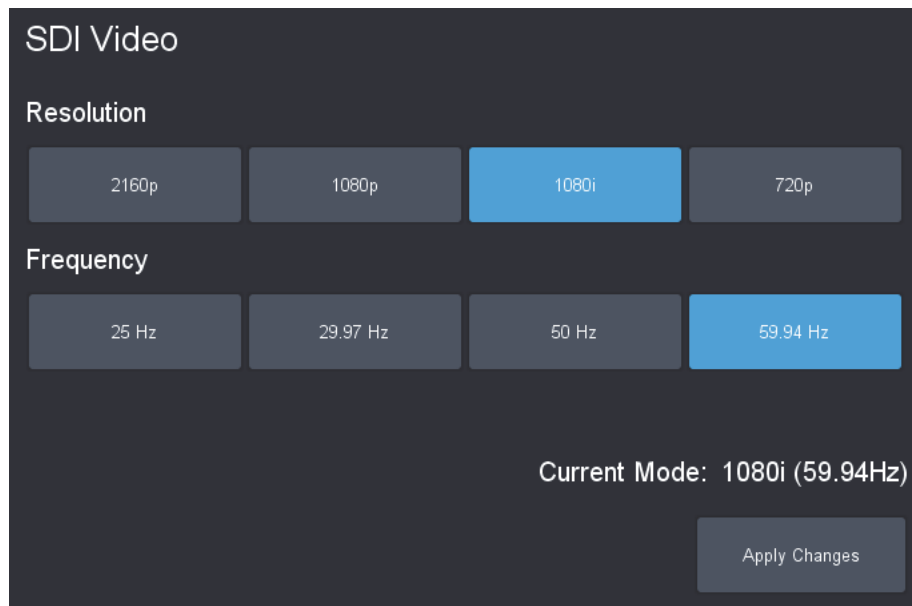 SDI Video
Resolution
2160p 1080p 1080i 720p
Frequency
25 Hz 29.97 Hz 50 Hz 59.94 Hz
Current Mode: 1080i (59.94Hz)
Apply Changes